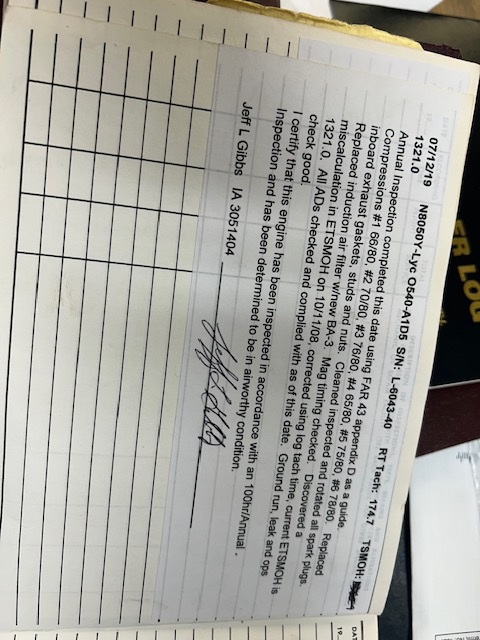 07/12/19 N8050Y-Lyc O540-A1D5 S/N: L-6043-40 RT Tach: 174.7 TSMOH:
1321.0
Annual Inspection completed this date using FAR 43 appendix D as a guide.
Compressions #1 66/80, #2 70/80, #3 76/80, #4 65/80, #5 75/80, #6 78/80. Replaced
inboard exhaust gaskets, studs and nuts. Cleaned inspected and rotated all spark plugs.
Replaced induction air filter w/new BA-3. Mag timing checked. Discovered a
miscalculation in ETSMOH on 10/11/08, corrected using log tach time, current ETSMOH is
1321.0. All ADs checked and complied with as of this date. Ground run, leak and ops
check good.
I certify that this engine has been inspected in accordance with an 100hr/Annual.
Inspection and has been determined to be in airworthy condition.
Jeff L Gibbs IA 3051404
ER LOG
DAT
19